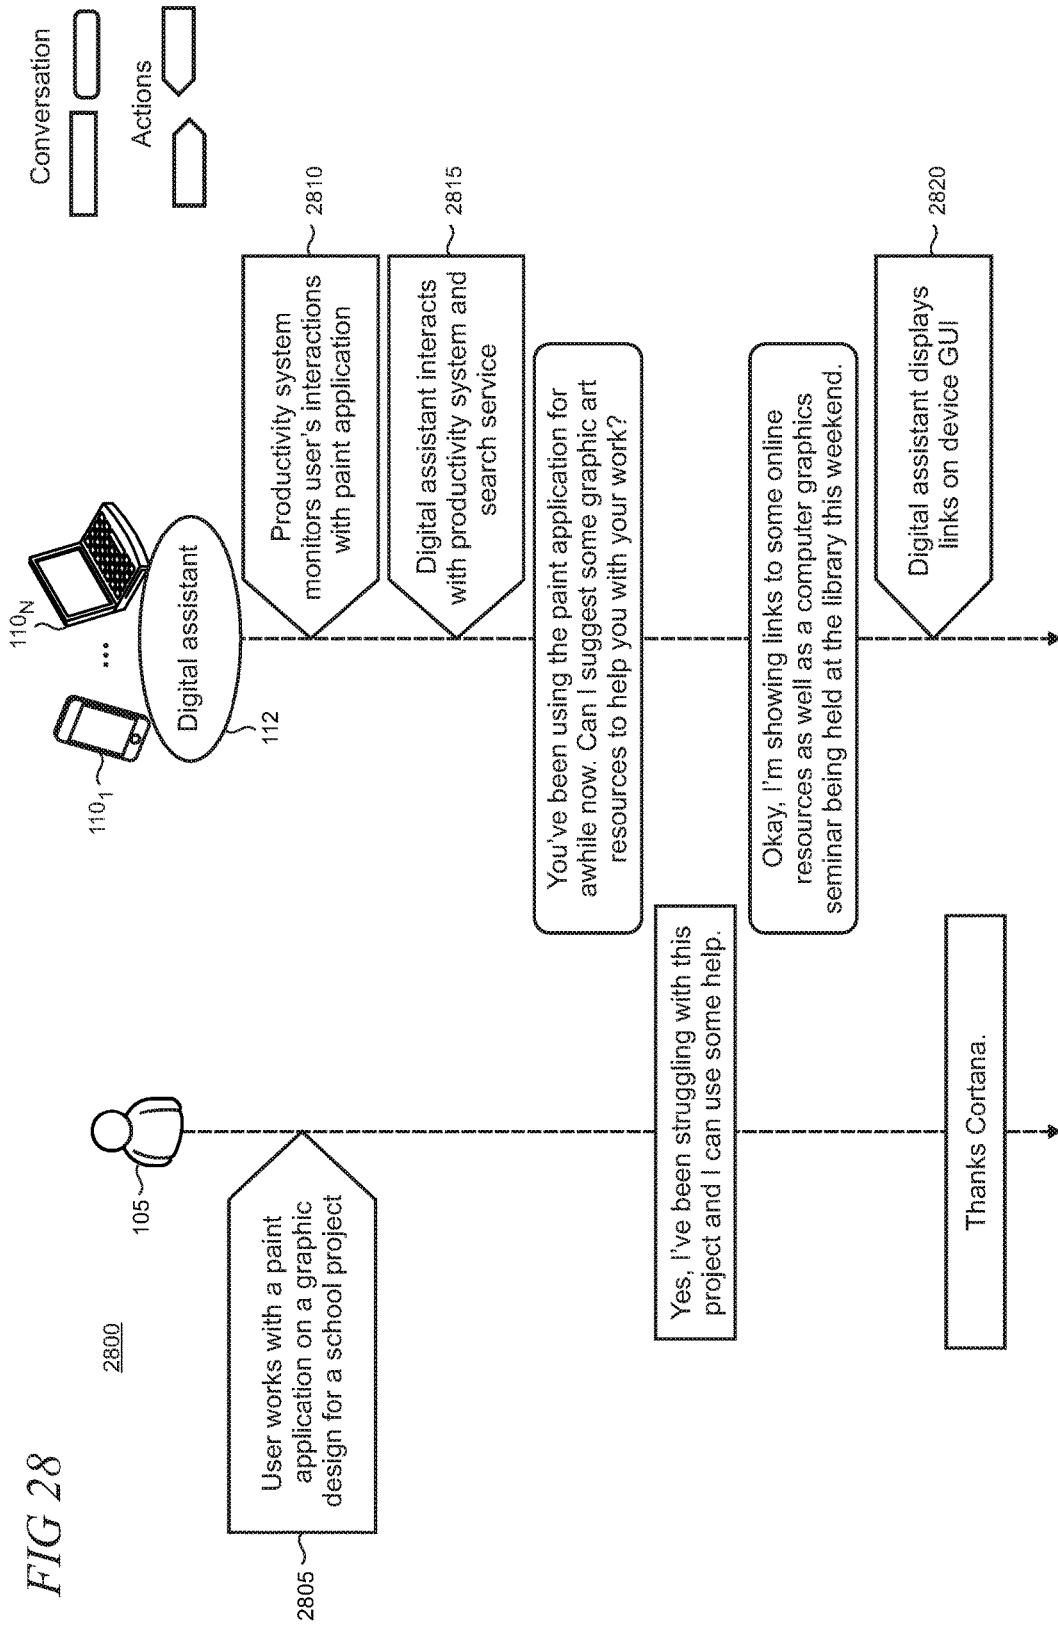 FIG 28
2800
Conversation
Actions
105
110₁
...
110N
Digital assistant
112
User works with a paint
application on a graphic
design for a school project
2805
Productivity system
monitors user's interactions
with paint application
2810
Digital assistant interacts
with productivity system and
search service
2815
You've been using the paint application for
awhile now. Can I suggest some graphic art
resources to help you with your work?
Yes, I've been struggling with this
project and I can use some help.
Okay, I'm showing links to some online
resources as well as a computer graphics
seminar being held at the library this weekend.
Digital assistant displays
links on device GUI
2820
Thanks Cortana.